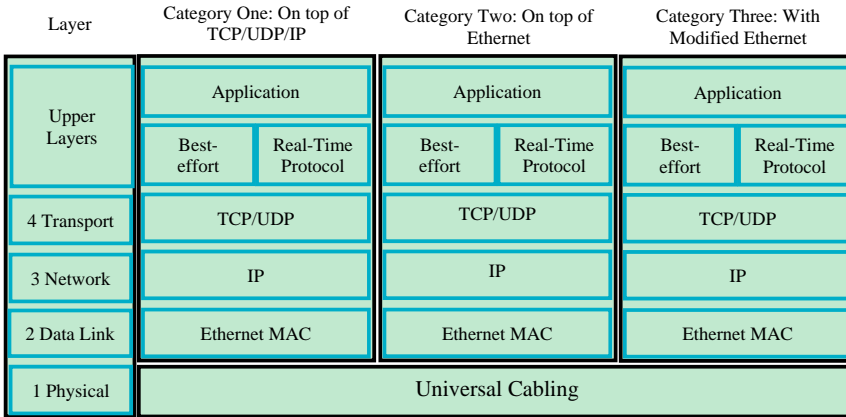 Layer
Category One: On top of
TCP/UDP/IP
Category Two: On top of
Ethernet
Category Three: With
Modified Ethernet
Upper
Layers
Application
Application
Application
Best-
effort
Real-Time
Protocol
Best-
effort
Real-Time
Protocol
Best-
effort
Real-Time
Protocol
4 Transport
TCP/UDP
TCP/UDP
TCP/UDP
3 Network
IP
IP
IP
2 Data Link
Ethernet MAC
Ethernet MAC
Ethernet MAC
1 Physical
Universal Cabling